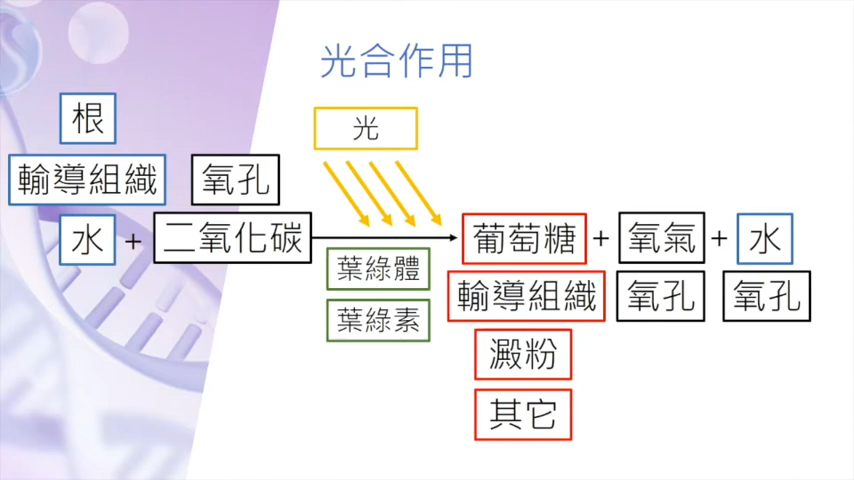 光合作用
根
光
輸導組織 氧孔
水 + 二氧化碳 葡萄糖 + 氧氣 + 水
葉綠體
輸導組織 氧孔 氧孔
葉綠素
澱粉
其它